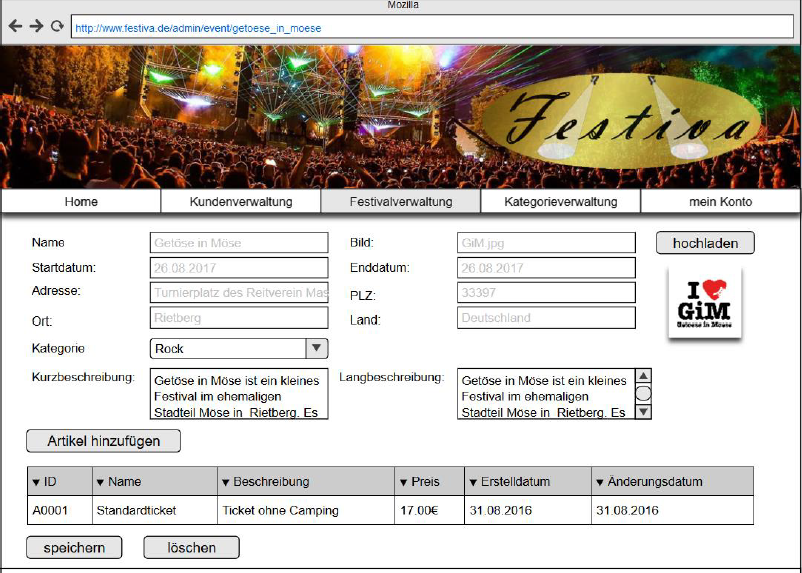 Mozilla
http://www.festiva.de/admin/event/getoese_in_moese
Festiva
Home Kundenverwaltung Festivalverwaltung Kategorieverwaltung mein Konto
Name Getöse in Möse Bild: GiM.jpg hochladen
Startdatum: 26.08.2017 Enddatum: 26.08.2017
Adresse: Turnierplatz des Reitverein Mas PLZ: 33397
Ort: Rietberg Land: Deutschland
I
GiM
Getoese in Moese
Kategorie Rock
Kurzbeschreibung: Getöse in Möse ist ein kleines
Festival im ehemaligen
Stadteil Möse in Rietberg. Es
Langbeschreibung: Getöse in Möse ist ein kleines
Festival im ehemaligen
Stadteil Möse in Rietberg. Es
Artikel hinzufügen
ID Name Beschreibung Preis Erstelldatum Änderungsdatum
A0001 Standardticket Ticket ohne Camping 17.00€ 31.08.2016 31.08.2016
speichern löschen